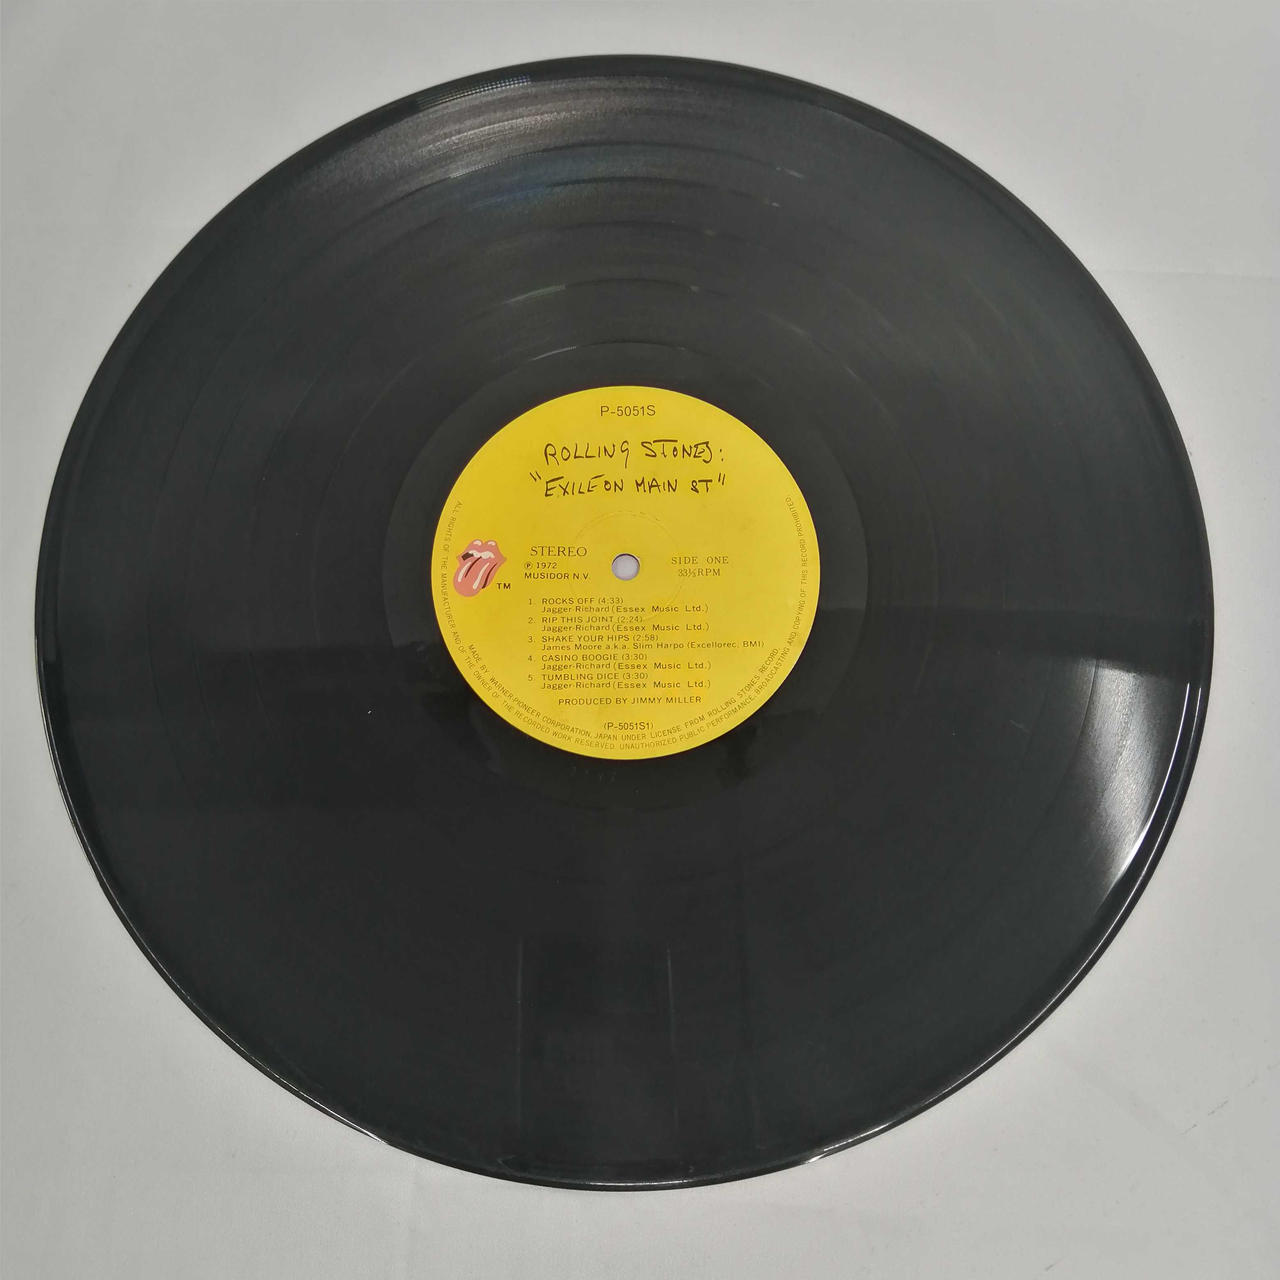 P-5051S
ROLLING STONES:
"EXILE ON MAIN ST"
STEREO
Ⓟ 1972
MUSIDOR N.V.
SIDE ONE
33⅓RPM
TM
1. ROCKS OFF (4:33)
Jagger-Richard (Essex Music Ltd.)
2. RIP THIS JOINT (2:24)
Jagger-Richard (Essex Music Ltd.)
3. SHAKE YOUR HIPS (2:58)
James Moore a.k.a. Slim Harpo (Excellorec, BMI)
4. CASINO BOOGIE (3:30)
Jagger-Richard (Essex Music Ltd.)
5. TUMBLING DICE (3:30)
Jagger-Richard (Essex Music Ltd.)
PRODUCED BY JIMMY MILLER
(P-5051S1)
MADE BY WARNER-PIONEER CORPORATION, JAPAN UNDER LICENSE FROM ROLLING STONES RECORD.
ALL RIGHTS OF THE MANUFACTURER AND OF THE OWNER OF THE RECORDED WORK RESERVED. UNAUTHORIZED PUBLIC PERFORMANCE, BROADCASTING AND COPYING OF THIS RECORD PROHIBITED.